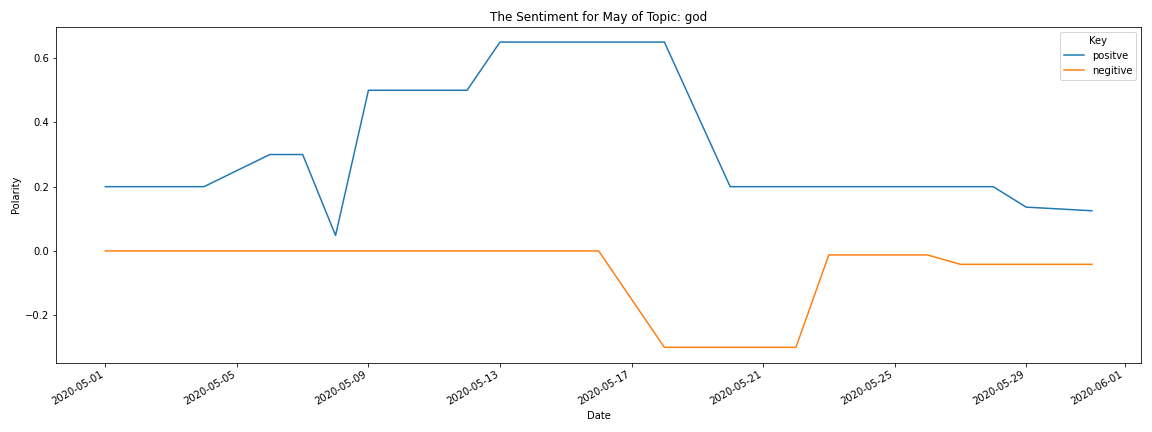 The Sentiment for May of Topic: god
Key
positve
negitive
Polarity
0.6
0.4
0.2
0.0
−0.2
2020-05-01
2020-05-05
2020-05-09
2020-05-13
2020-05-17
2020-05-21
2020-05-25
2020-05-29
2020-06-01
Date